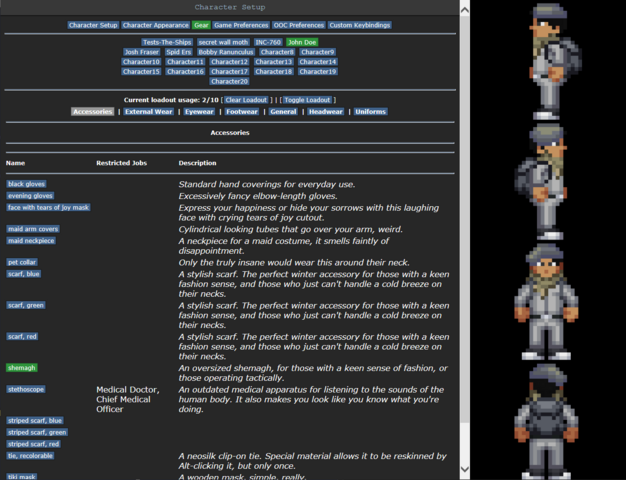 Character Setup
Character Setup Character Appearance Gear Game Preferences OOC Preferences Custom Keybindings
Tests-The-Ships secret wall moth INC-760 John Doe
Josh Fraser Spid Ers Bobby Ranunculus Character8 Character9
Character10 Character11 Character12 Character13 Character14
Character15 Character16 Character17 Character18 Character19
Character20
Current loadout usage: 2/10 [ Clear Loadout ] | [ Toggle Loadout ]
Accessories | External Wear | Eyewear | Footwear | General | Headwear | Uniforms
Accessories
Name Restricted Jobs Description
black gloves Standard hand coverings for everyday use.
evening gloves Excessively fancy elbow-length gloves.
face with tears of joy mask Express your happiness or hide your sorrows with this laughing
face with crying tears of joy cutout.
maid arm covers Cylindrical looking tubes that go over your arm, weird.
maid neckpiece A neckpiece for a maid costume, it smells faintly of
disappointment.
pet collar Only the truly insane would wear this around their neck.
scarf, blue A stylish scarf. The perfect winter accessory for those with a keen
fashion sense, and those who just can't handle a cold breeze on
their necks.
scarf, green A stylish scarf. The perfect winter accessory for those with a keen
fashion sense, and those who just can't handle a cold breeze on
their necks.
scarf, red A stylish scarf. The perfect winter accessory for those with a keen
fashion sense, and those who just can't handle a cold breeze on
their necks.
shemagh An oversized shemagh, for those with a keen sense of fashion, or
those operating tactically.
stethoscope Medical Doctor, An outdated medical apparatus for listening to the sounds of the
Chief Medical human body. It also makes you look like you know what you're
Officer doing.
striped scarf, blue
striped scarf, green
striped scarf, red
tie, recolorable A neosilk clip-on tie. Special material allows it to be reskinned by
Alt-clicking it, but only once.
tiki mask A wooden mask, simple, really.